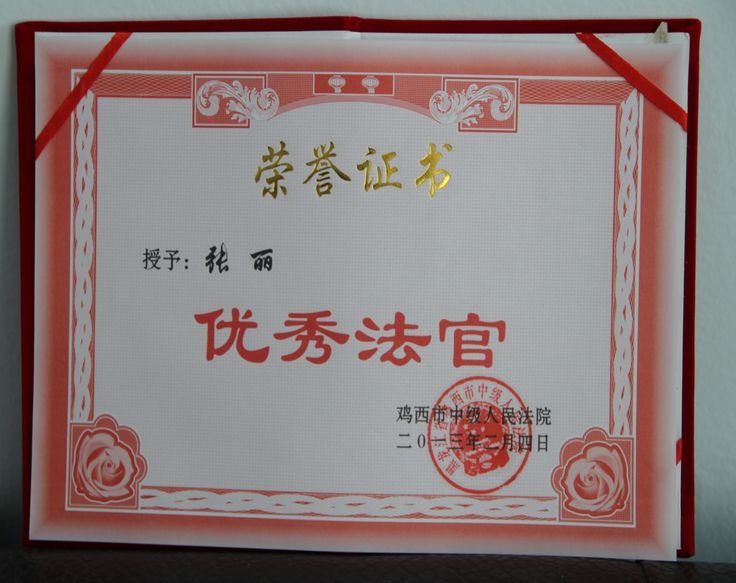 荣誉证书
授予：张丽
优秀法官
鸡西市中级人民法院
二〇一三年二月四日